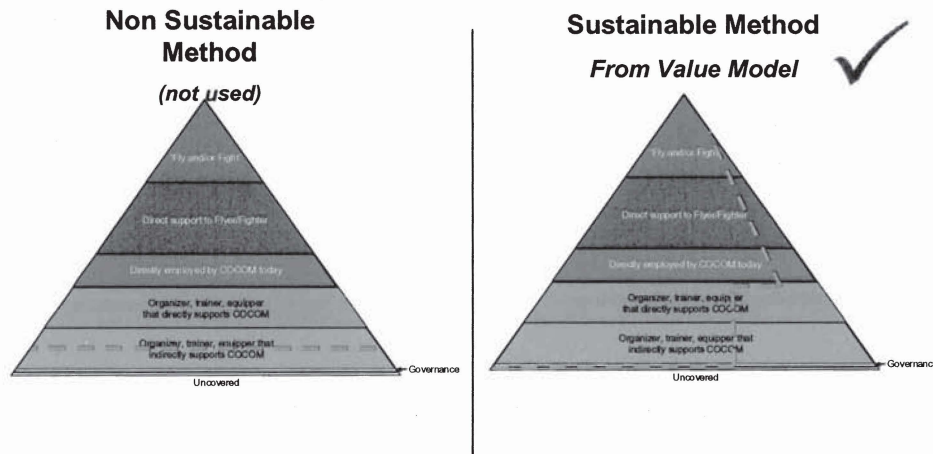 Non Sustainable
Method
(not used)
"Fly and/or Fight"
Direct support to Flyer/Fighter
Directly employed by COCOM today
Organizer, trainer, equipper
that directly supports COCOM
Organizer, trainer, equipper that
indirectly supports COCOM
Governance
Uncovered
Sustainable Method
From Value Model
"Fly and/or Fight
Direct support to Flyer/Fighter
Directly employed by COCOM today
Organizer, trainer, equipper
that directly supports COCOM
Organizer, trainer, equipper that
indirectly supports COCOM
Governanc
Uncovered